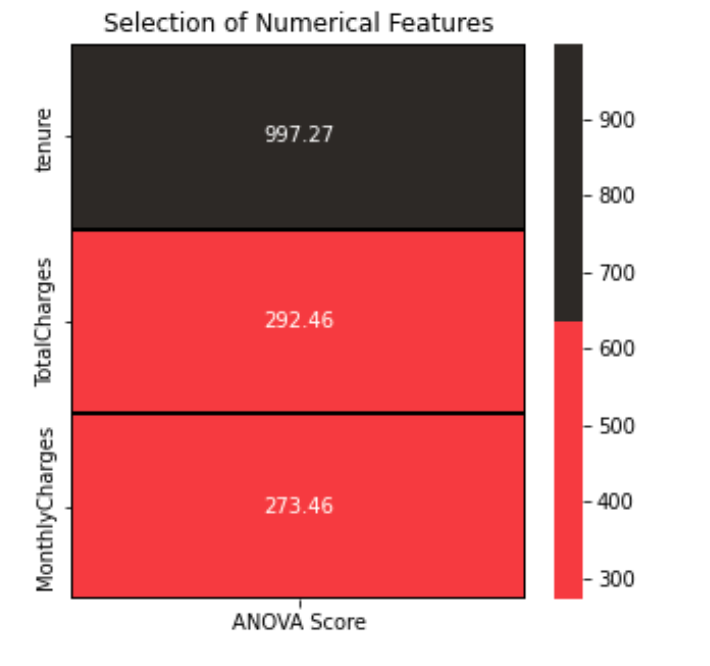 Selection of Numerical Features
tenure
997.27
TotalCharges
292.46
MonthlyCharges
273.46
ANOVA Score
900
800
700
600
500
400
300